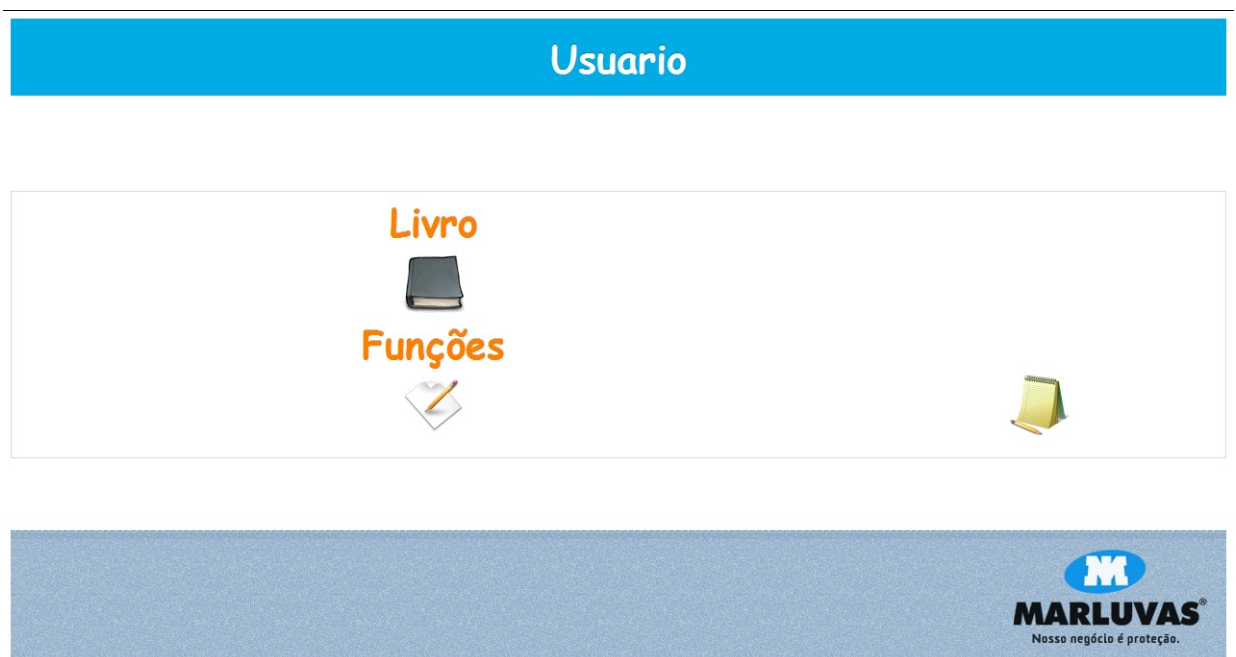 Usuario
Livro
Funções
MARLUVAS®
Nosso negócio é proteção.